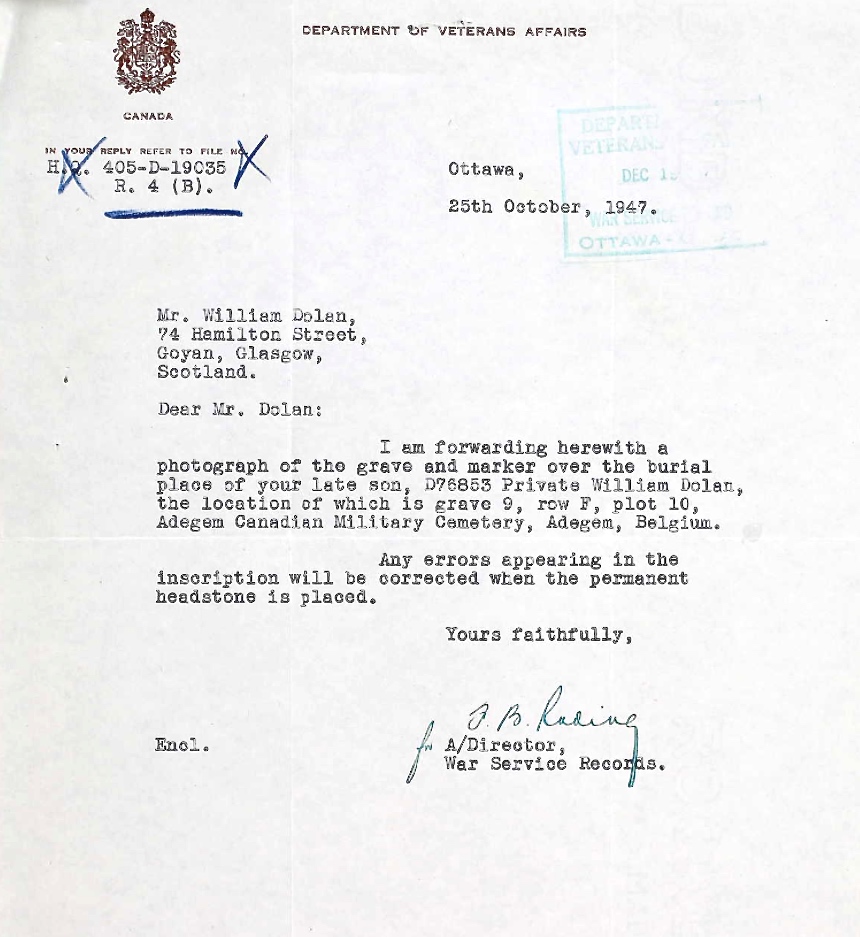 DEPARTMENT OF VETERANS AFFAIRS
CANADA
IN YOUR REPLY REFER TO FILE NO.
H.Q. 405-D-19035
R. 4 (B).
Ottawa,
25th October, 1947.
DEC
OTTAWA
Mr. William Dolan,
74 Hamilton Street,
Goyan, Glasgow,
Scotland.
Dear Mr. Dolan:
I am forwarding herewith a
photograph of the grave and marker over the burial
place of your late son, D76853 Private William Dolan,
the location of which is grave 9, row F, plot 10,
Adegem Canadian Military Cemetery, Adegem, Belgium.
Any errors appearing in the
inscription will be corrected when the permanent
headstone is placed.
Yours faithfully,
Encl.
for A/Director,
War Service Records.